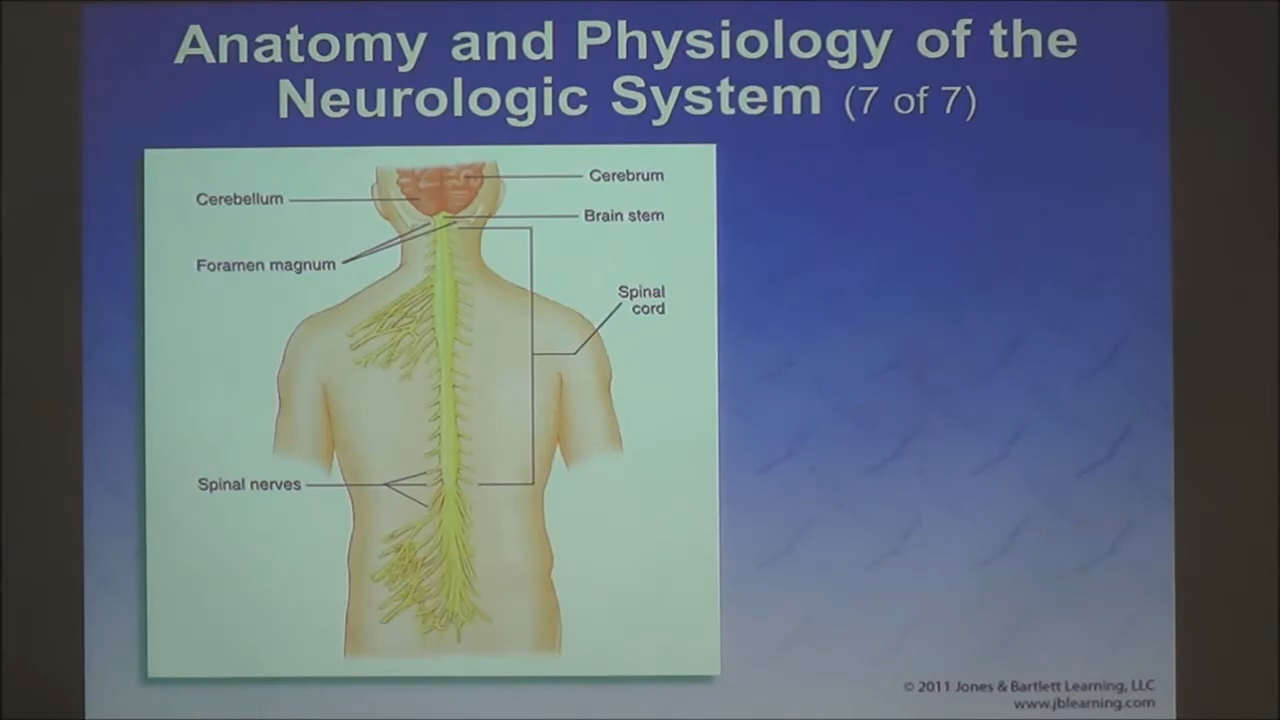 Anatomy and Physiology of the
Neurologic System (7 of 7)
Cerebrum
Cerebellum
Brain stem
Foramen magnum
Spinal
cord
Spinal nerves
© 2011 Jones & Bartlett Learning, LLC
www.jblearning.com